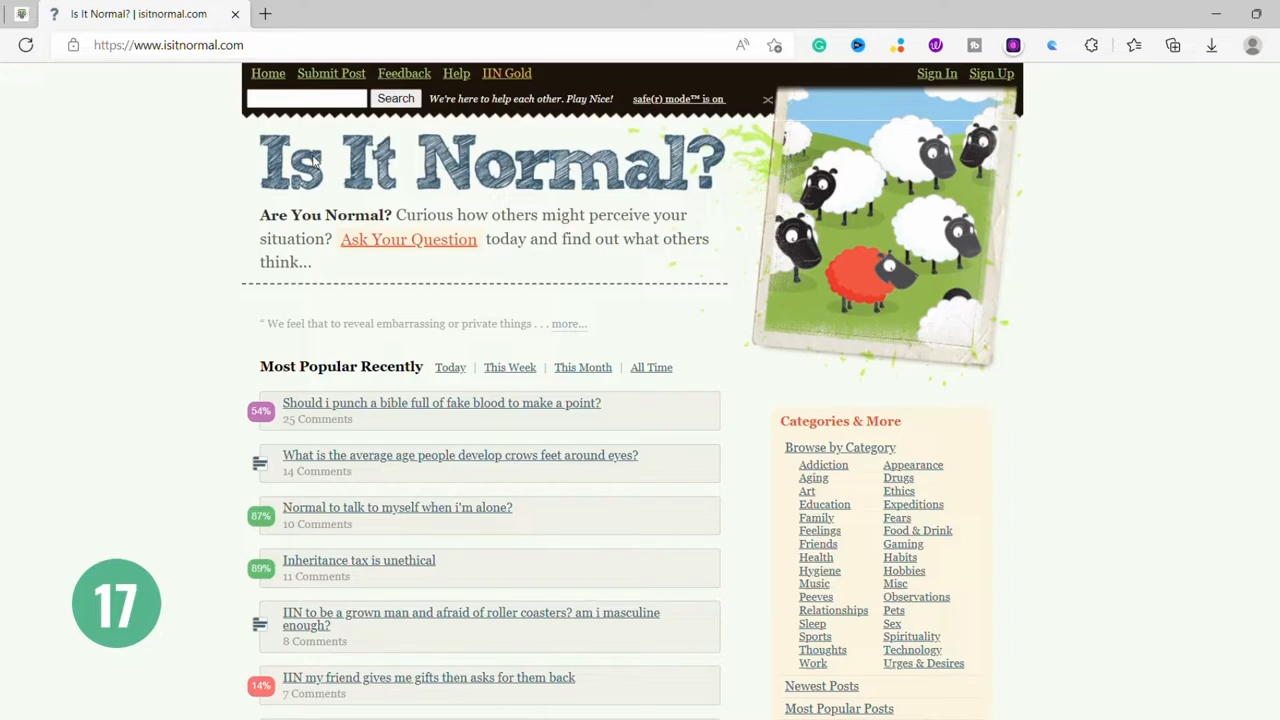 Is It Normal? | isitnormal.com
https://www.isitnormal.com
Home Submit Post Feedback Help IIN Gold Sign In Sign Up
Search We're here to help each other. Play Nice! safe(r) mode™ is on
Is It Normal?
Are You Normal? Curious how others might perceive your
situation? Ask Your Question today and find out what others
think...
“ We feel that to reveal embarrassing or private things . . . more...
Most Popular Recently Today | This Week | This Month | All Time
54% Should i punch a bible full of fake blood to make a point?
25 Comments
What is the average age people develop crows feet around eyes?
14 Comments
87% Normal to talk to myself when i'm alone?
10 Comments
89% Inheritance tax is unethical
11 Comments
IIN to be a grown man and afraid of roller coasters? am i masculine
enough?
8 Comments
14% IIN my friend gives me gifts then asks for them back
7 Comments
Categories & More
Browse by Category
Addiction Appearance
Aging Drugs
Art Ethics
Education Expeditions
Family Fears
Feelings Food & Drink
Friends Gaming
Health Habits
Hygiene Hobbies
Music Misc
Peeves Observations
Relationships Pets
Sleep Sex
Sports Spirituality
Thoughts Technology
Work Urges & Desires
Newest Posts
Most Popular Posts
17